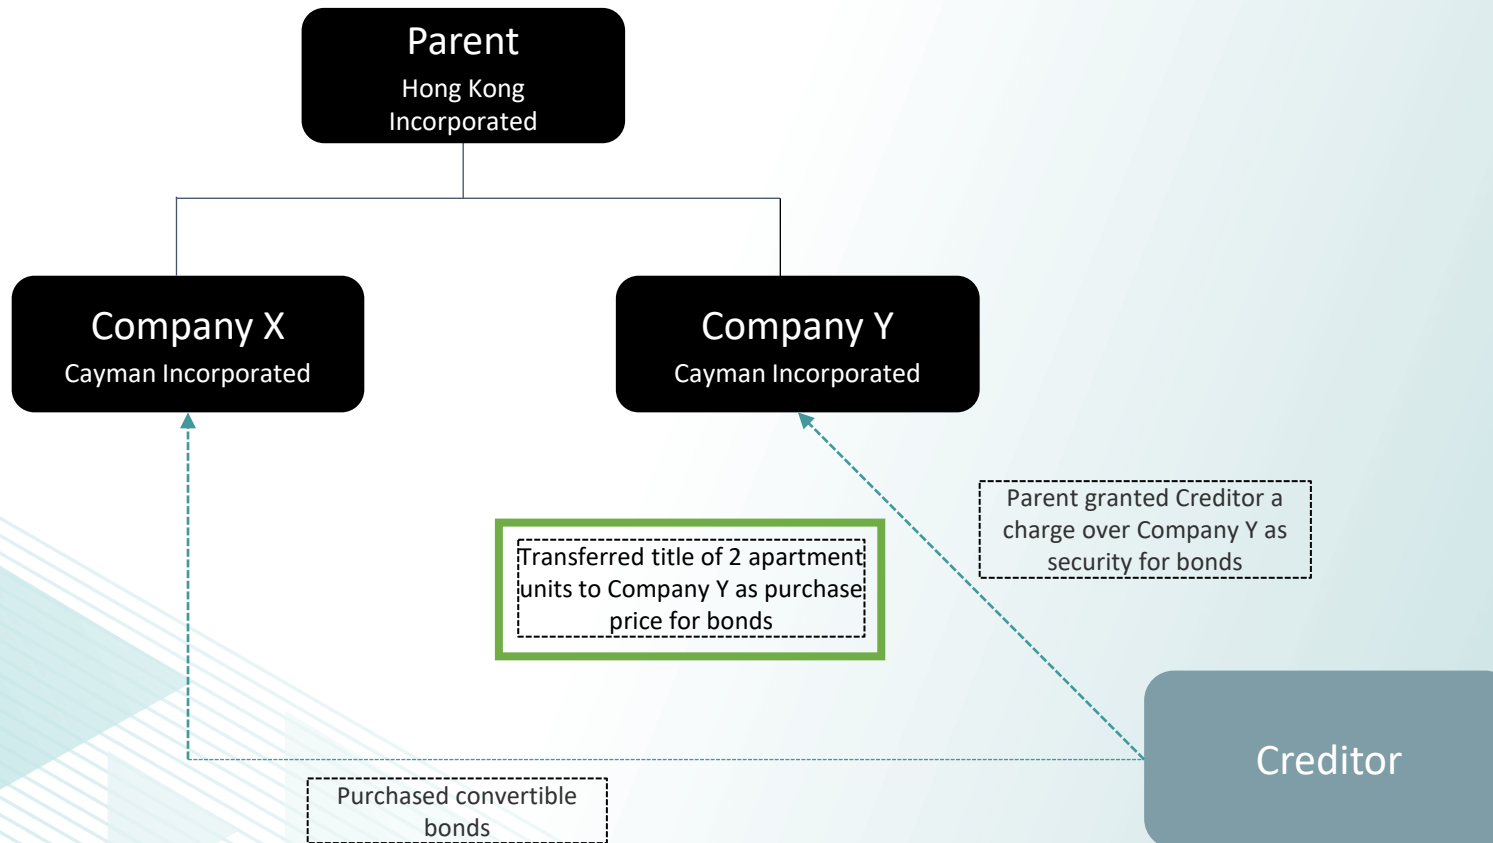 Parent
Hong Kong
Incorporated
Company X
Cayman Incorporated
Company Y
Cayman Incorporated
Parent granted Creditor a
charge over Company Y as
security for bonds
Transferred title of 2 apartment
units to Company Y as purchase
price for bonds
Creditor
Purchased convertible
bonds